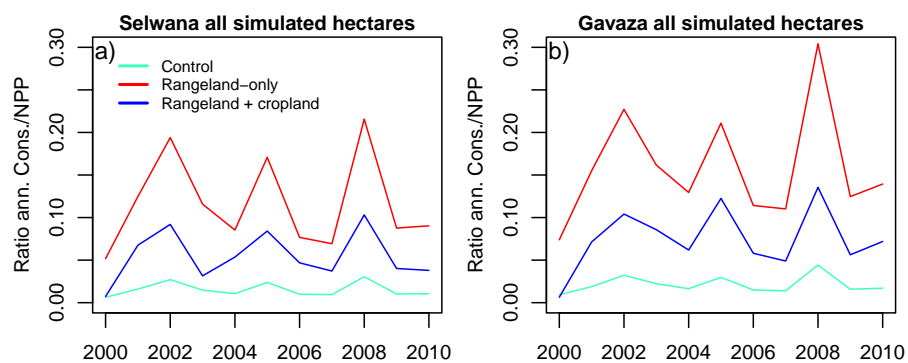 Selwana all simulated hectares
a)
Control
Rangeland−only
Rangeland + cropland
Ratio ann. Cons./NPP
0.30
0.20
0.10
0.00
2000 2002 2004 2006 2008 2010
Gavaza all simulated hectares
b)
Ratio ann. Cons./NPP
0.30
0.20
0.10
0.00
2000 2002 2004 2006 2008 2010